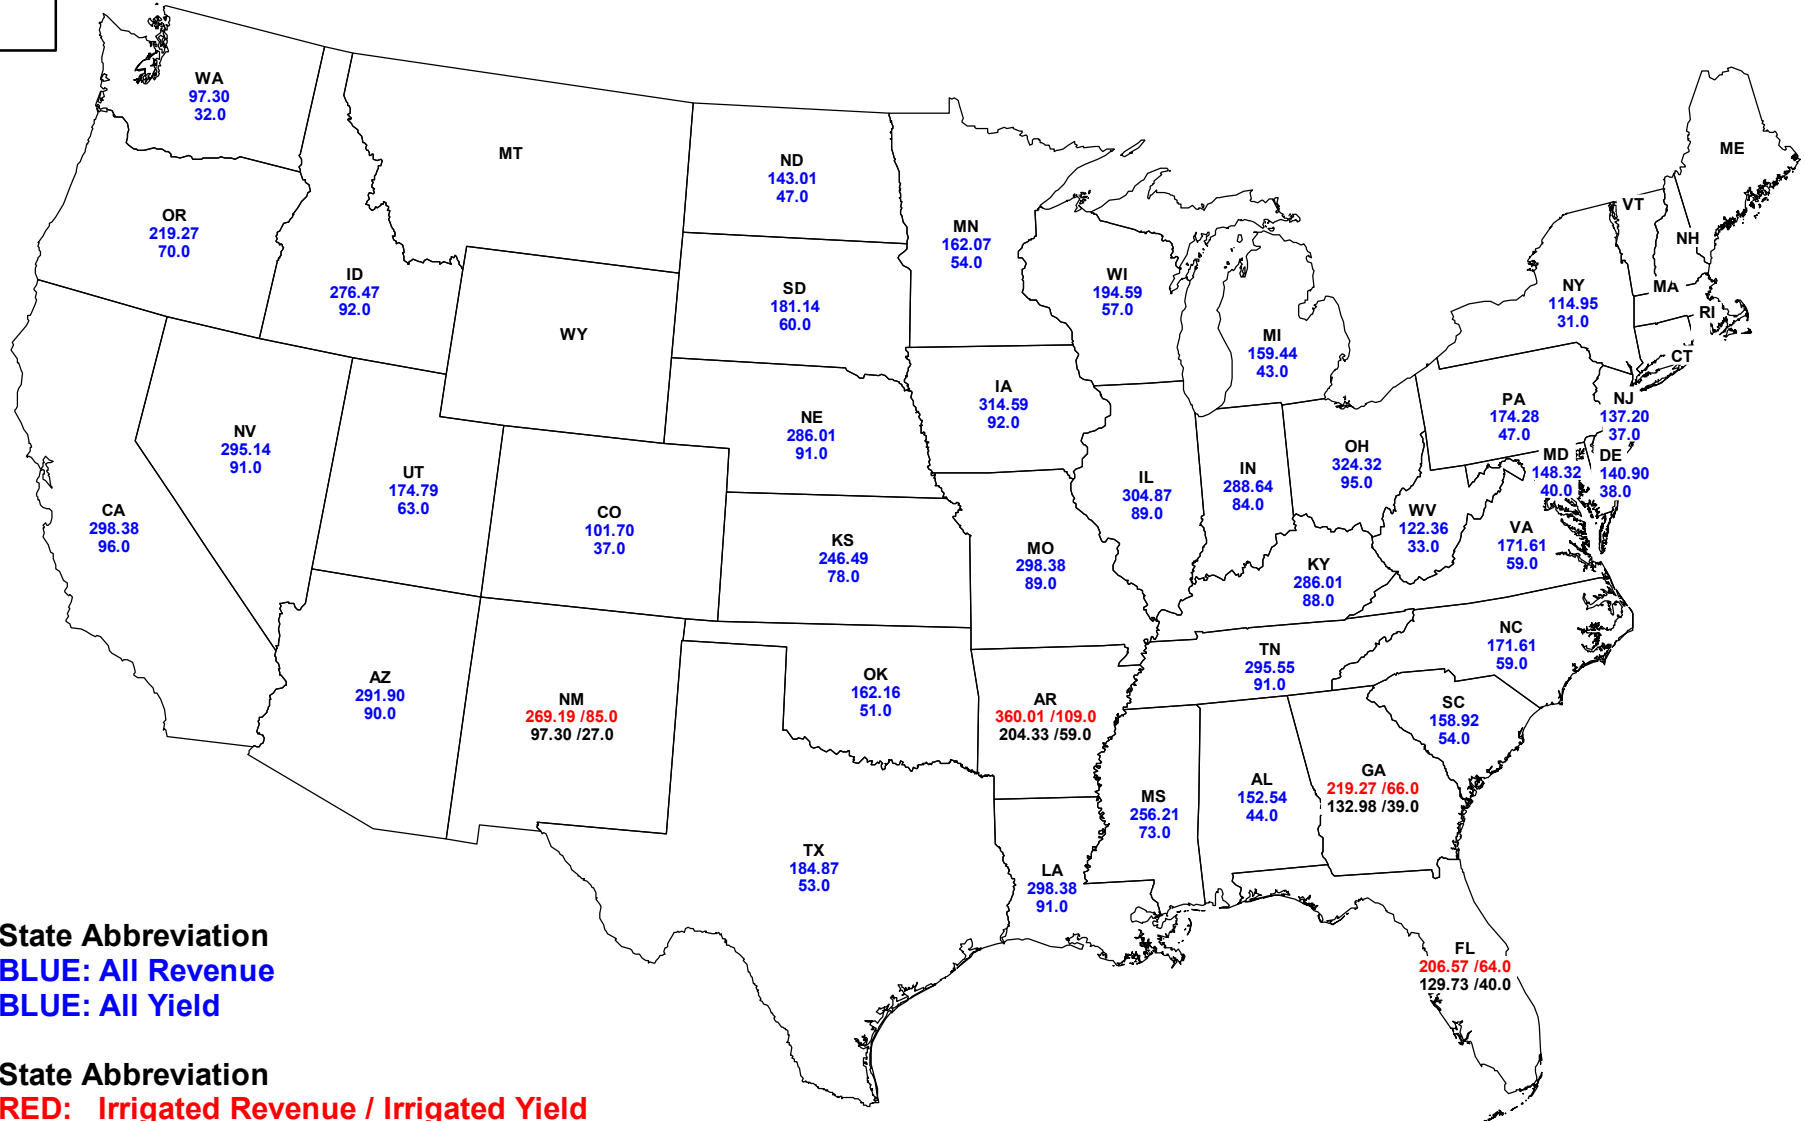 WA
97.30
32.0
MT
ND
143.01
47.0
ME
OR
219.27
70.0
ID
276.47
92.0
MN
162.07
54.0
VT
NH
WI
194.59
57.0
SD
181.14
60.0
NY
114.95
31.0
MA
RI
WY
MI
159.44
43.0
CT
IA
314.59
92.0
PA
174.28
47.0
NJ
137.20
37.0
NE
286.01
91.0
NV
295.14
91.0
OH
324.32
95.0
MD
148.32
40.0
DE
140.90
38.0
UT
174.79
63.0
IL
304.87
89.0
IN
288.64
84.0
CA
298.38
96.0
CO
101.70
37.0
WV
122.36
33.0
VA
171.61
59.0
KS
246.49
78.0
MO
298.38
89.0
KY
286.01
88.0
NC
171.61
59.0
TN
295.55
91.0
AZ
291.90
90.0
NM
269.19 /85.0
97.30 /27.0
OK
162.16
51.0
AR
360.01 /109.0
204.33 /59.0
SC
158.92
54.0
GA
219.27 /66.0
132.98 /39.0
MS
256.21
73.0
AL
152.54
44.0
TX
184.87
53.0
LA
298.38
91.0
FL
206.57 /64.0
129.73 /40.0
State Abbreviation
BLUE: All Revenue
BLUE: All Yield
State Abbreviation
RED: Irrigated Revenue / Irrigated Yield